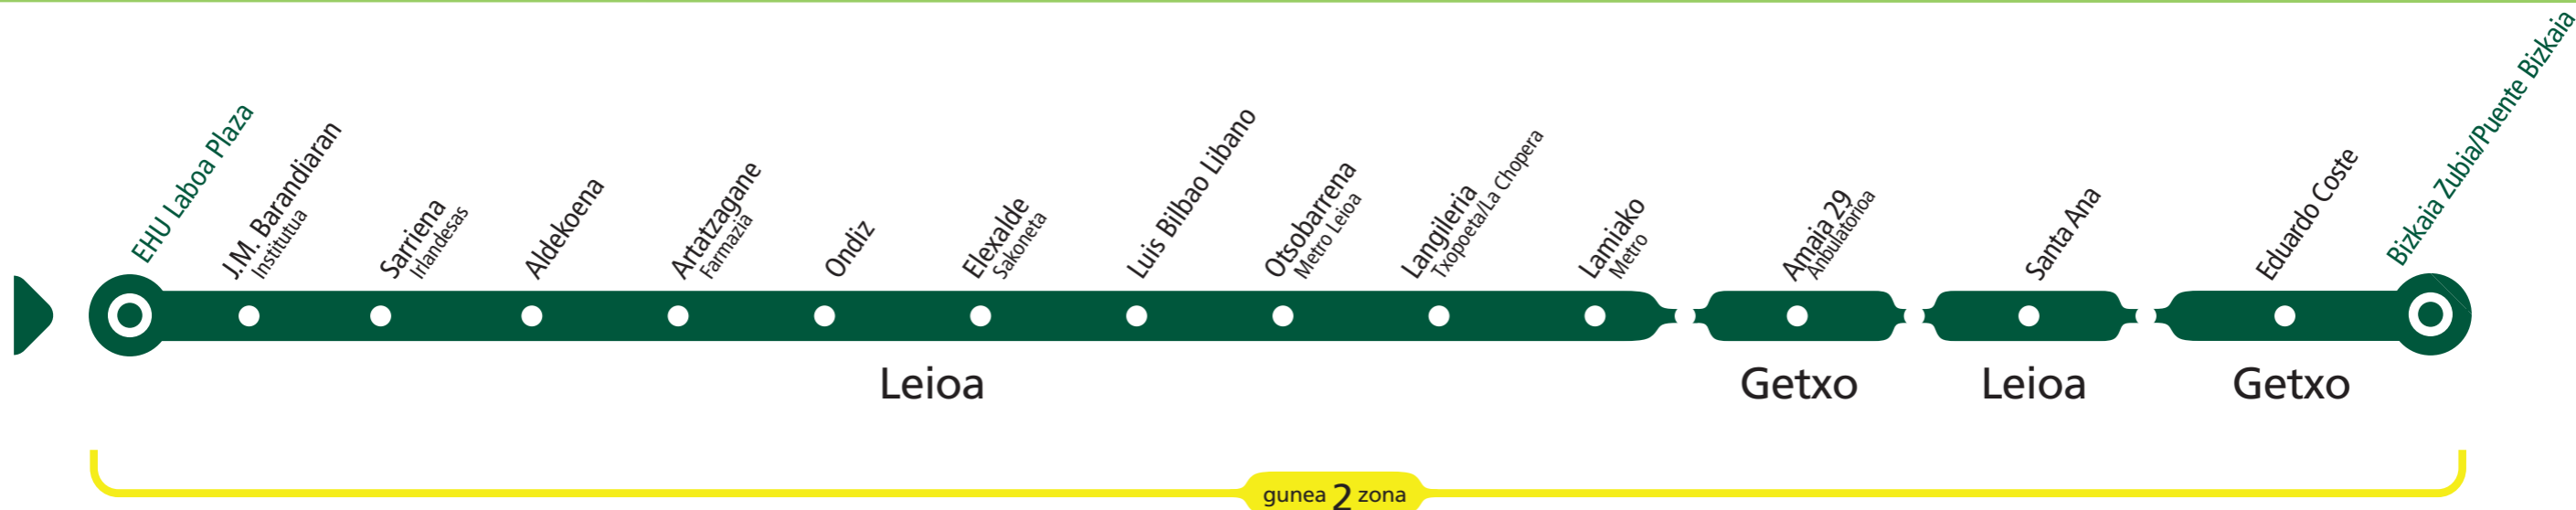 EHU Laboa Plaza
J.M. Barandiaran
Institutua
Sarriena
Irlandesas
Aldekoena
Artatzagane
Farmazia
Ondiz
Elexalde
Sakoneta
Luis Bilbao Libano
Otsobarrena
Metro Leioa
Langileria
Txopoeta/La Chopera
Lamiako
Metro
Amaia 29
Anbulatorioa
Santa Ana
Eduardo Coste
Bizkaia Zubia/Puente Bizkaia
Leioa
Getxo
Leioa
Getxo
gunea 2 zona